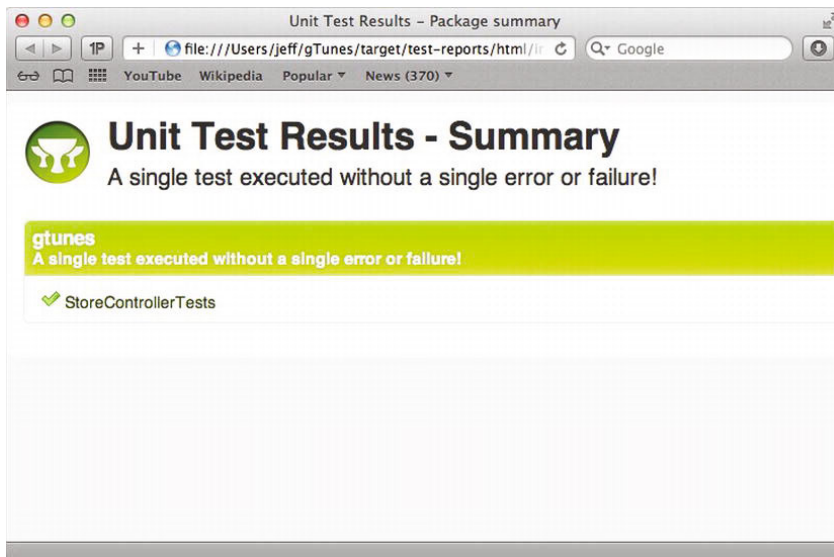 Unit Test Results – Package summary
1P
+
file:///Users/jeff/gTunes/target/test-reports/html/i
Google
YouTube Wikipedia Popular News (370)
Unit Test Results - Summary
A single test executed without a single error or failure!
gtunes
A single test executed without a single error or failure!
StoreControllerTests